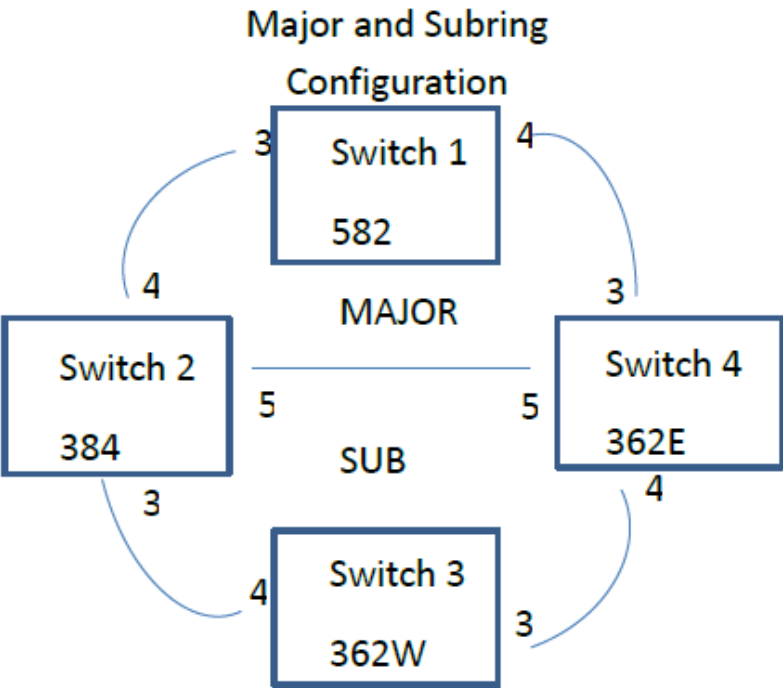 Major and Subring
Configuration
3
Switch 1
582
4
4
3
MAJOR
Switch 2
384
5
5
Switch 4
362E
SUB
3
4
4
Switch 3
362W
3